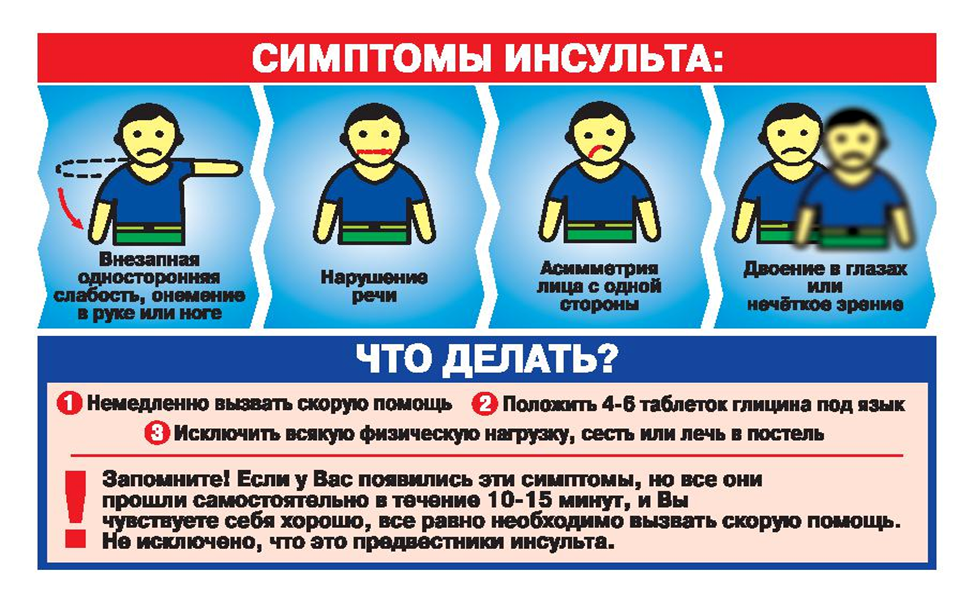 СИМПТОМЫ ИНСУЛЬТА:
Внезапная
односторонняя
слабость, онемение
в руке или ноге
Нарушение
речи
Асимметрия
лица с одной
стороны
Двоение в глазах
или
нечёткое зрение
ЧТО ДЕЛАТЬ?
1 Немедленно вызвать скорую помощь 2 Положить 4-6 таблеток глицина под язык
3 Исключить всякую физическую нагрузку, сесть или лечь в постель
! Запомните! Если у Вас появились эти симптомы, но все они
прошли самостоятельно в течение 10-15 минут, и Вы
чувствуете себя хорошо, все равно необходимо вызвать скорую помощь.
Не исключено, что это предвестники инсульта.